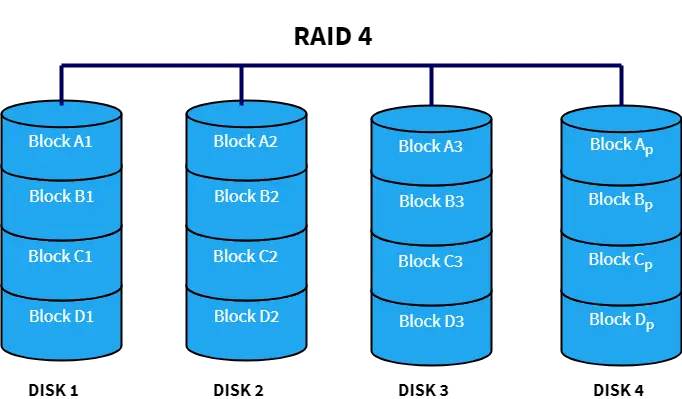 RAID 4
Block A1
Block B1
Block C1
Block D1
DISK 1
Block A2
Block B2
Block C2
Block D2
DISK 2
Block A3
Block B3
Block C3
Block D3
DISK 3
Block Ap
Block Bp
Block Cp
Block Dp
DISK 4